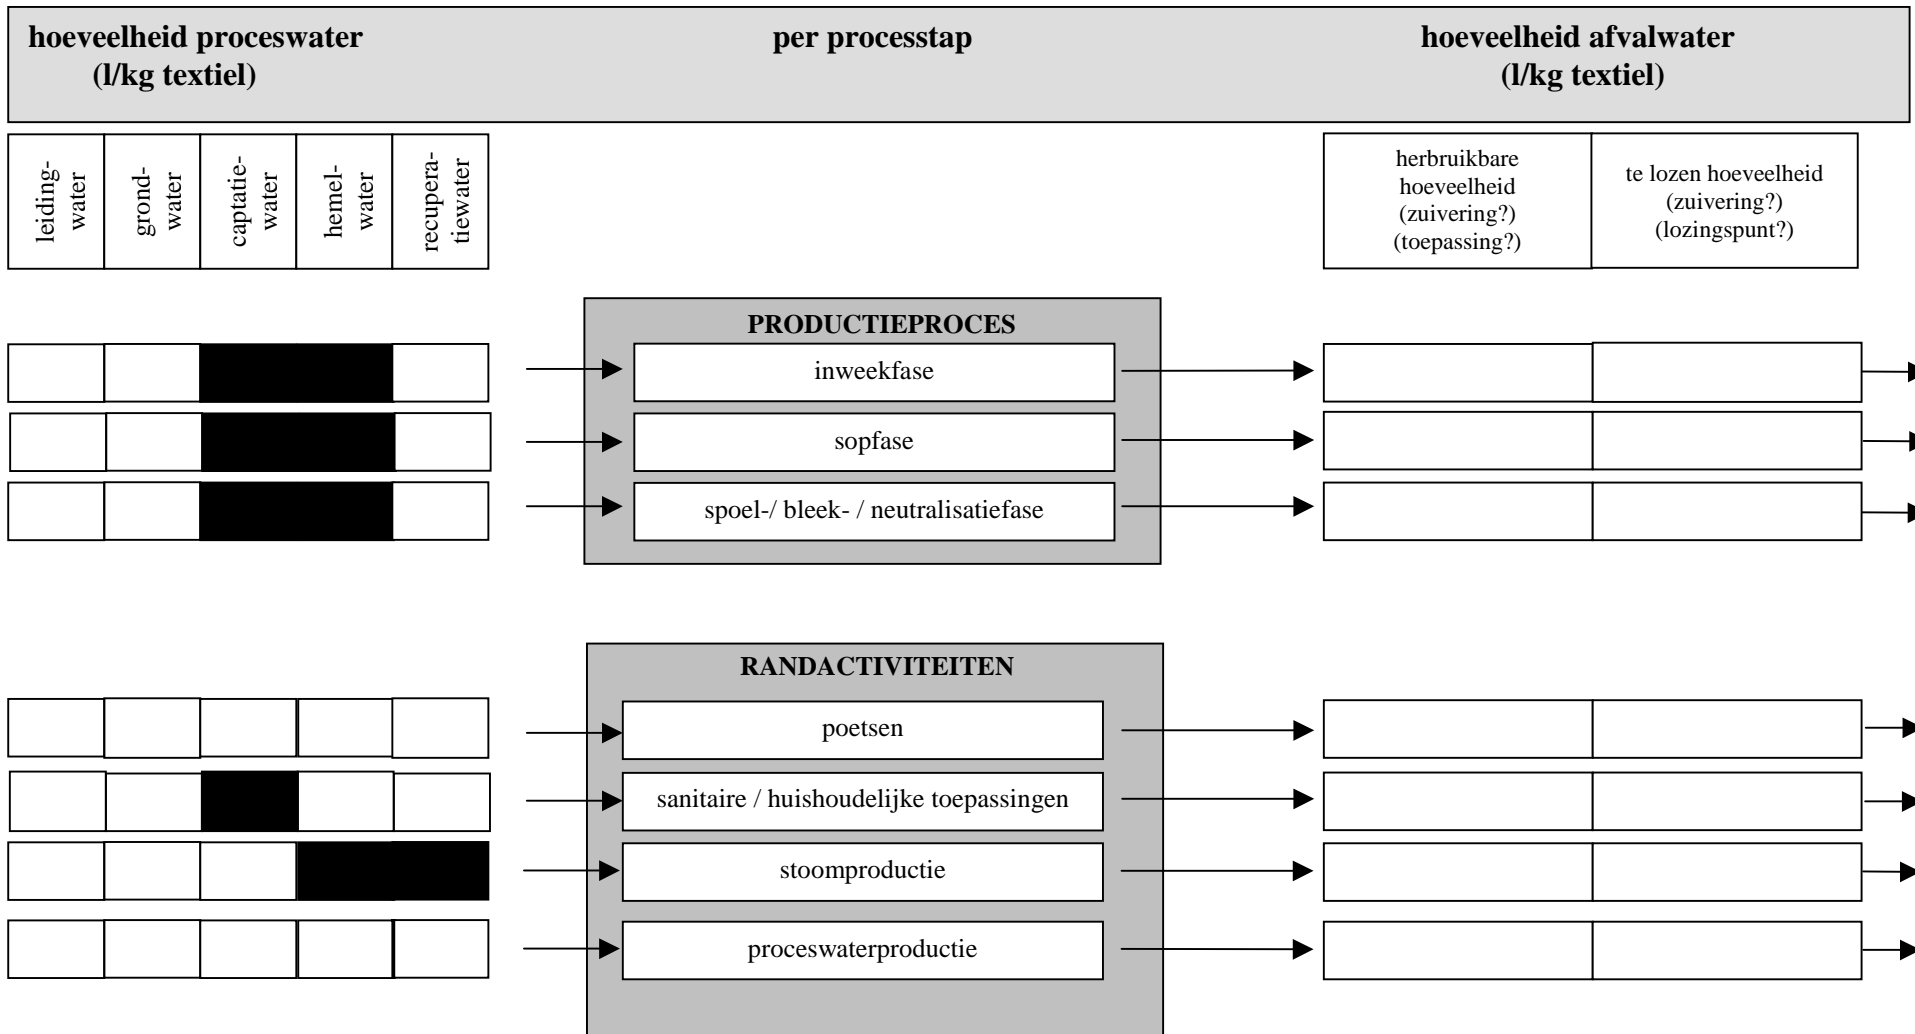 hoeveelheid proceswater
(l/kg textiel)
per processtap
hoeveelheid afvalwater
(l/kg textiel)
leiding-
water
grond-
water
captatie-
water
hemel-
water
recupera-
tiewater
herbruikbare
hoeveelheid
(zuivering?)
(toepassing?)
te lozen hoeveelheid
(zuivering?)
(lozingspunt?)
PRODUCTIEPROCES
inweekfase
sopfase
spoel-/ bleek- / neutralisatiefase
RANDACTIVITEITEN
poetsen
sanitaire / huishoudelijke toepassingen
stoomproductie
proceswaterproductie